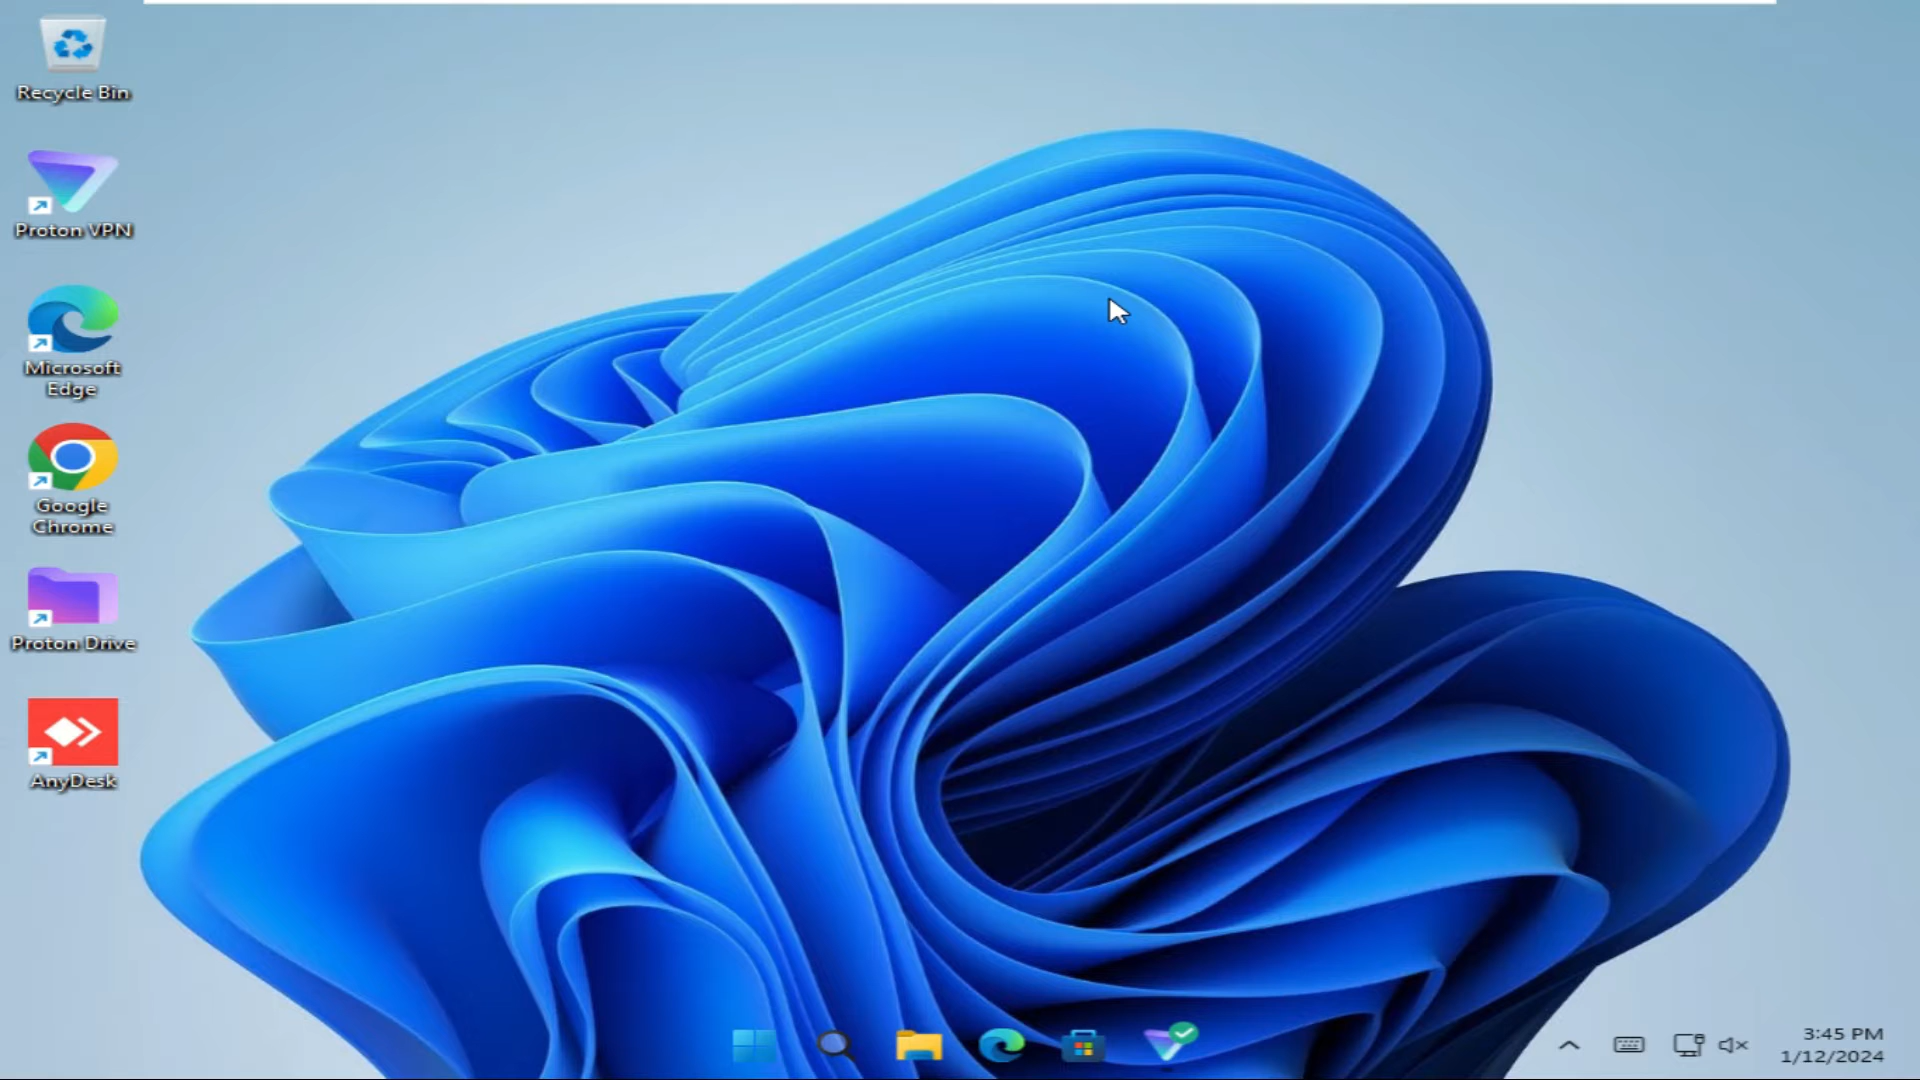 Recycle Bin
Proton VPN
Microsoft
Edge
Google
Chrome
Proton Drive
AnyDesk
3:45 PM
1/12/2024